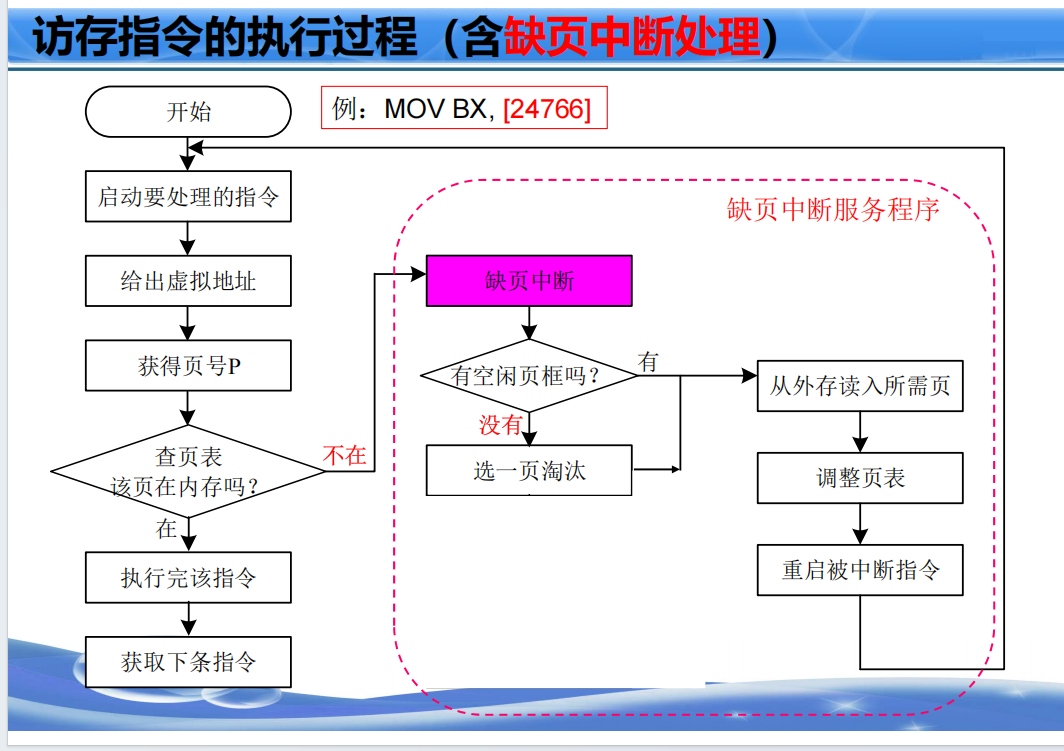 访存指令的执行过程（含缺页中断处理）
开始
例：MOV BX, [24766]
启动要处理的指令
给出虚拟地址
获得页号P
查页表
该页在内存吗？
不在
在
执行完该指令
获取下条指令
缺页中断服务程序
缺页中断
有空闲页框吗？
有
没有
选一页淘汰
从外存读入所需页
调整页表
重启被中断指令